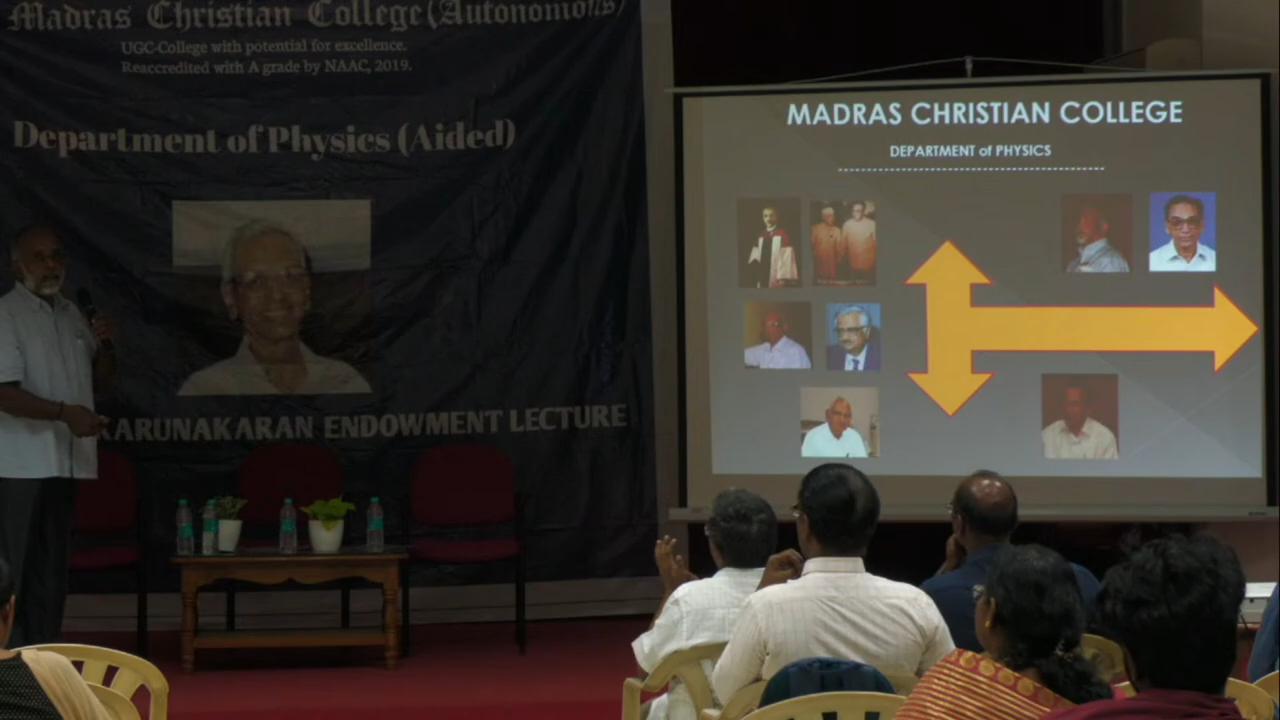 Madras Christian College (Autonomous)
UGC-College with potential for excellence.
Reaccredited with A grade by NAAC, 2019.
Department of Physics (Aided)
KARUNAKARAN ENDOWMENT LECTURE
MADRAS CHRISTIAN COLLEGE
DEPARTMENT of PHYSICS